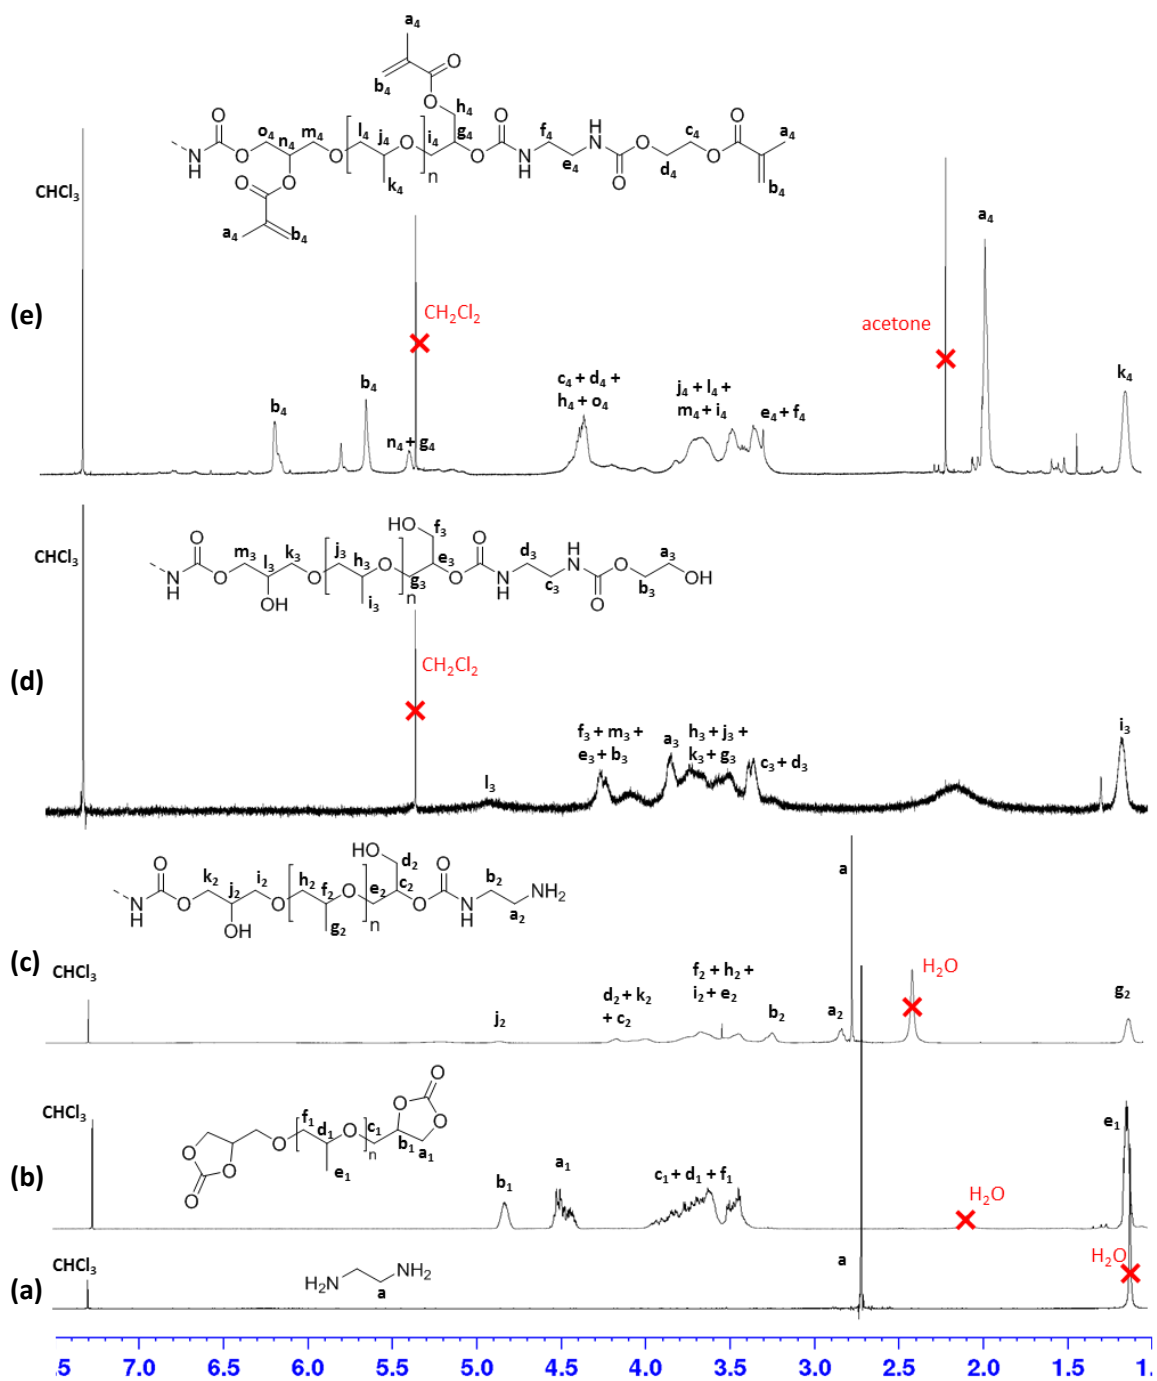 a₄
b₄
O
O
h₄
O
o₄
n₄
m₄
l₄
j₄
i₄
g₄
O
f₄
H
N
c₄
O
a₄
N
H
O
O
O
k₄
n
O
N
H
e₄
O
O
d₄
O
b₄
O
O
a₄
b₄
CHCl₃
(e)
CH₂Cl₂
acetone
a₄
b₄
b₄
n₄ + g₄
c₄ + d₄ +
h₄ + o₄
j₄ + l₄ +
m₄ + i₄
e₄ + f₄
k₄
CHCl₃
HO
f₃
O
m₃
l₃
k₃
j₃
h₃
e₃
O
d₃
H
N
a₃
N
H
O
OH
O
O
i₃
n
g₃
O
N
H
c₃
O
O
b₃
OH
(d)
CH₂Cl₂
l₃
f₃ + m₃ +
e₃ + b₃
a₃
h₃ + j₃ +
k₃ + g₃
c₃ + d₃
i₃
HO
d₂
O
k₂
j₂
i₂
h₂
f₂
e₂
c₂
O
b₂
NH₂
N
H
O
OH
O
O
g₂
n
O
N
H
a₂
(c)
CHCl₃
j₂
d₂ + k₂
+ c₂
f₂ + h₂ +
i₂ + e₂
b₂
a₂
a
H₂O
g₂
(b)
CHCl₃
O
O
O
O
O
O
f₁
d₁
O
e₁
n
c₁
b₁
a₁
O
O
b₁
a₁
c₁ + d₁ + f₁
H₂O
e₁
(a)
CHCl₃
H₂N
NH₂
a
a
H₂O
.5 7.0 6.5 6.0 5.5 5.0 4.5 4.0 3.5 3.0 2.5 2.0 1.5 1.